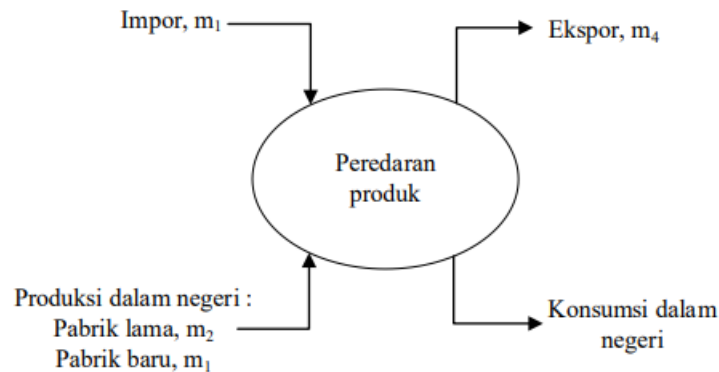 Impor, m₁
Ekspor, m₄
Peredaran
produk
Produksi dalam negeri :
Pabrik lama, m₂
Pabrik baru, m₁
Konsumsi dalam
negeri